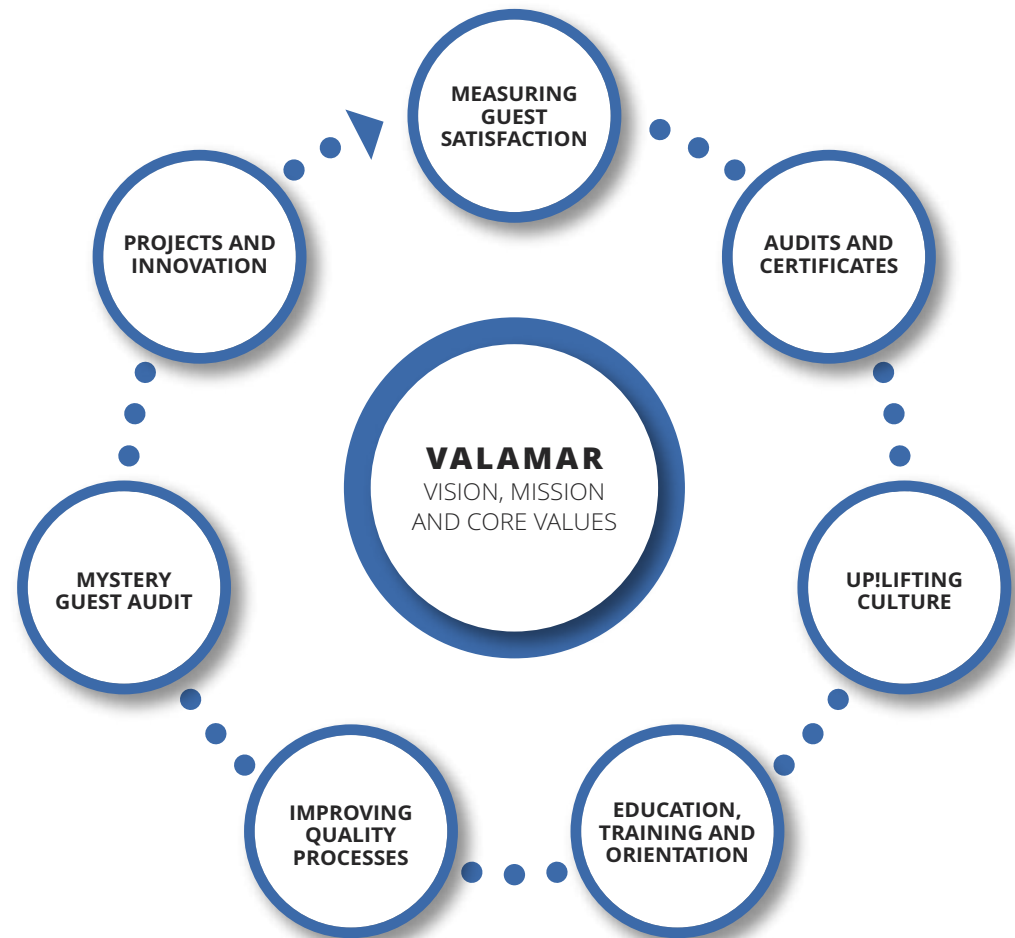 MEASURING
GUEST
SATISFACTION
AUDITS AND
CERTIFICATES
UP!LIFTING
CULTURE
EDUCATION,
TRAINING AND
ORIENTATION
IMPROVING
QUALITY
PROCESSES
MYSTERY
GUEST AUDIT
PROJECTS AND
INNOVATION
VALAMAR
VISION, MISSION
AND CORE VALUES